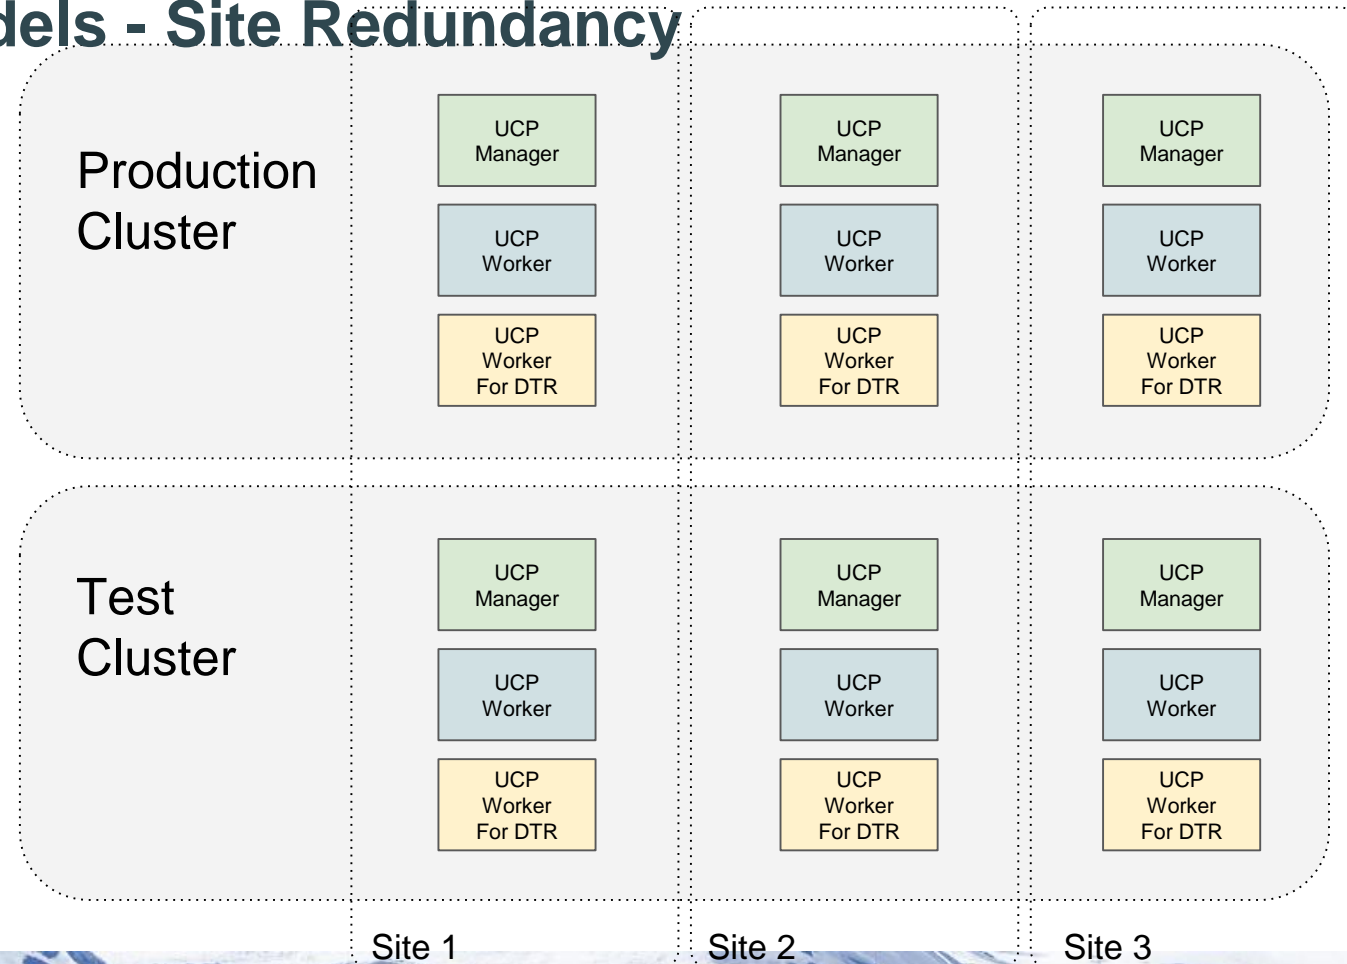 dels - Site Redundancy
Production
Cluster
UCP
Manager
UCP
Manager
UCP
Manager
UCP
Worker
UCP
Worker
UCP
Worker
UCP
Worker
For DTR
UCP
Worker
For DTR
UCP
Worker
For DTR
Test
Cluster
UCP
Manager
UCP
Manager
UCP
Manager
UCP
Worker
UCP
Worker
UCP
Worker
UCP
Worker
For DTR
UCP
Worker
For DTR
UCP
Worker
For DTR
Site 1
Site 2
Site 3